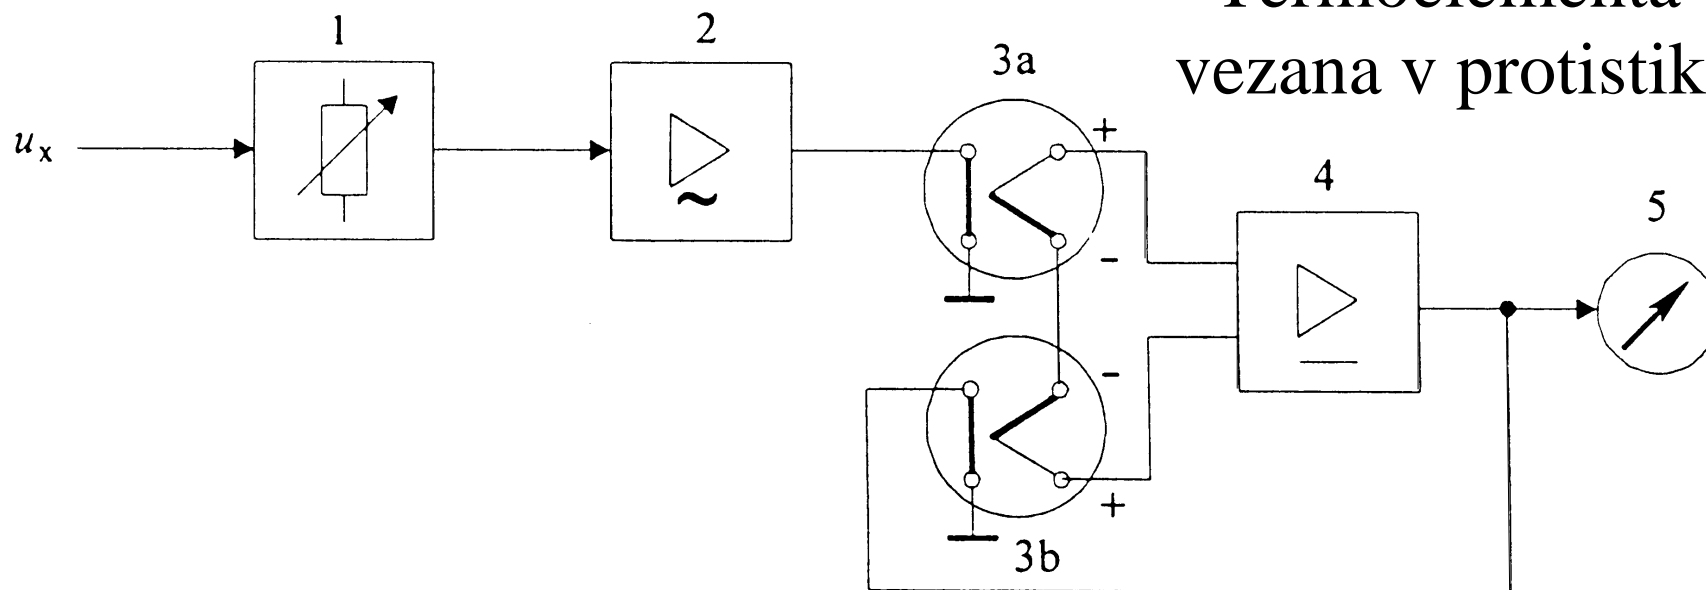 Termoelementa
vezana v protistik
1
2
3a
4
5
u x
+
-
-
+
3b